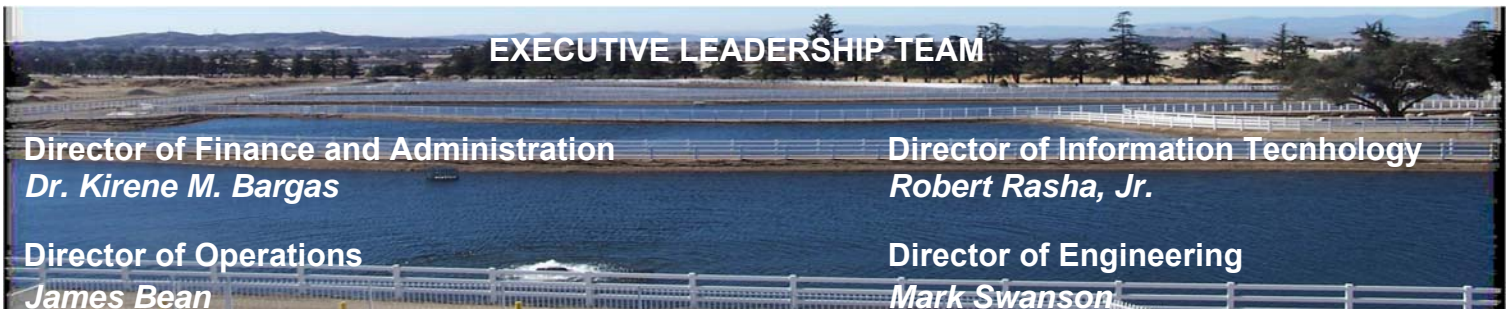 EXECUTIVE LEADERSHIP TEAM
Director of Finance and Administration
Dr. Kirene M. Bargas
Director of Information Tecnhology
Robert Rasha, Jr.
Director of Operations
James Bean
Director of Engineering
Mark Swanson